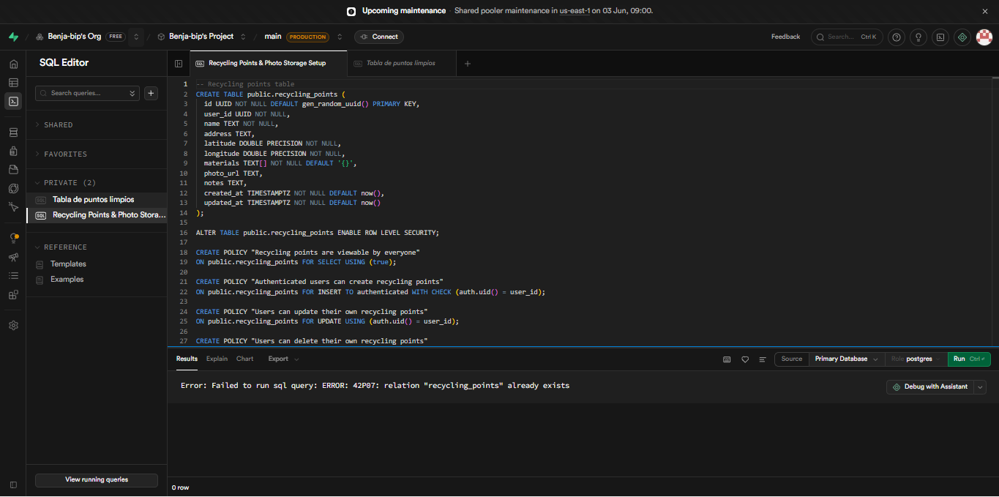 Upcoming maintenance · Shared pooler maintenance in us-east-1 on 03 Jun, 09:00.
Benja-bip's Org FREE / Benja-bip's Project / main PRODUCTION Connect
Feedback Search... Ctrl K
SQL Editor
Search queries...
SHARED
FAVORITES
PRIVATE (2)
SQL Tabla de puntos limpios
SQL Recycling Points & Photo Stora...
REFERENCE
Templates
Examples
View running queries
SQL Recycling Points & Photo Storage Setup
SQL Tabla de puntos limpios
1 -- Recycling points table
2 CREATE TABLE public.recycling_points (
3 id UUID NOT NULL DEFAULT gen_random_uuid() PRIMARY KEY,
4 user_id UUID NOT NULL,
5 name TEXT NOT NULL,
6 address TEXT,
7 latitude DOUBLE PRECISION NOT NULL,
8 longitude DOUBLE PRECISION NOT NULL,
9 materials TEXT[] NOT NULL DEFAULT '{}',
10 photo_url TEXT,
11 notes TEXT,
12 created_at TIMESTAMPTZ NOT NULL DEFAULT now(),
13 updated_at TIMESTAMPTZ NOT NULL DEFAULT now()
14 );
15
16 ALTER TABLE public.recycling_points ENABLE ROW LEVEL SECURITY;
17
18 CREATE POLICY "Recycling points are viewable by everyone"
19 ON public.recycling_points FOR SELECT USING (true);
20
21 CREATE POLICY "Authenticated users can create recycling points"
22 ON public.recycling_points FOR INSERT TO authenticated WITH CHECK (auth.uid() = user_id);
23
24 CREATE POLICY "Users can update their own recycling points"
25 ON public.recycling_points FOR UPDATE USING (auth.uid() = user_id);
26
27 CREATE POLICY "Users can delete their own recycling points"
Results Explain Chart Export
Source Primary Database Role postgres Run Ctrl ↵
Error: Failed to run sql query: ERROR: 42P07: relation "recycling_points" already exists
Debug with Assistant
0 row